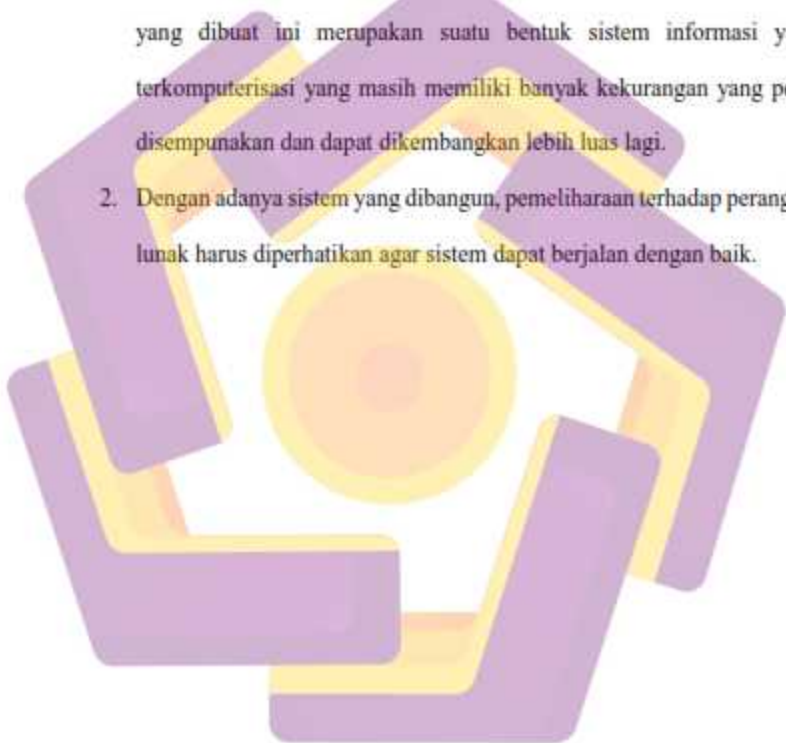 yang dibuat ini merupakan suatu bentuk sistem informasi
terkomputerisasi yang masih memiliki banyak kekurangan yang
disempunakan dan dapat dikembangkan lebih luas lagi.
2. Dengan adanya sistem yang dibangun, pemeliharaan terhadap
lunak harus diperhatikan agar sistem dapat berjalan dengan baik.